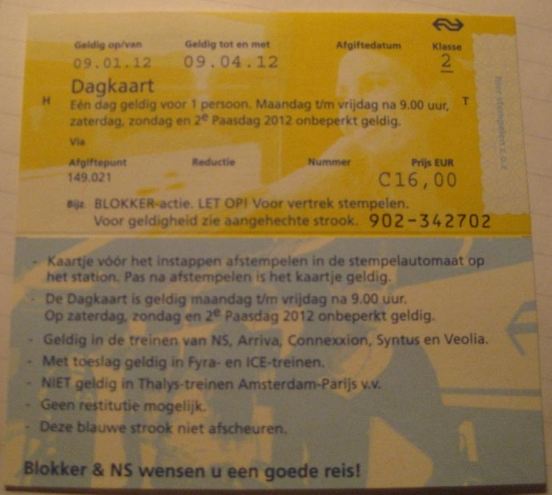 Geldig op/van Geldig tot en met Afgiftedatum Klasse
09.01.12 09.04.12 2
Dagkaart
H Eén dag geldig voor 1 persoon. Maandag t/m vrijdag na 9.00 uur, T
zaterdag, zondag en 2e Paasdag 2012 onbeperkt geldig.
Via
Afgiftepunt Reductie Nummer Prijs EUR
149.021 C16,00
Bijz. BLOKKER-actie. LET OP! Voor vertrek stempelen.
Voor geldigheid zie aangehechte strook. 902-342702
Hier stempelen z.o.z.
- Kaartje vóór het instappen afstempelen in de stempelautomaat op
het station. Pas na afstempelen is het kaartje geldig.
- De Dagkaart is geldig maandag t/m vrijdag na 9.00 uur.
Op zaterdag, zondag en 2e Paasdag 2012 onbeperkt geldig.
- Geldig in de treinen van NS, Arriva, Connexxion, Syntus en Veolia.
- Met toeslag geldig in Fyra- en ICE-treinen.
- NIET geldig in Thalys-treinen Amsterdam-Parijs v.v.
- Geen restitutie mogelijk.
- Deze blauwe strook niet afscheuren.
Blokker & NS wensen u een goede reis!